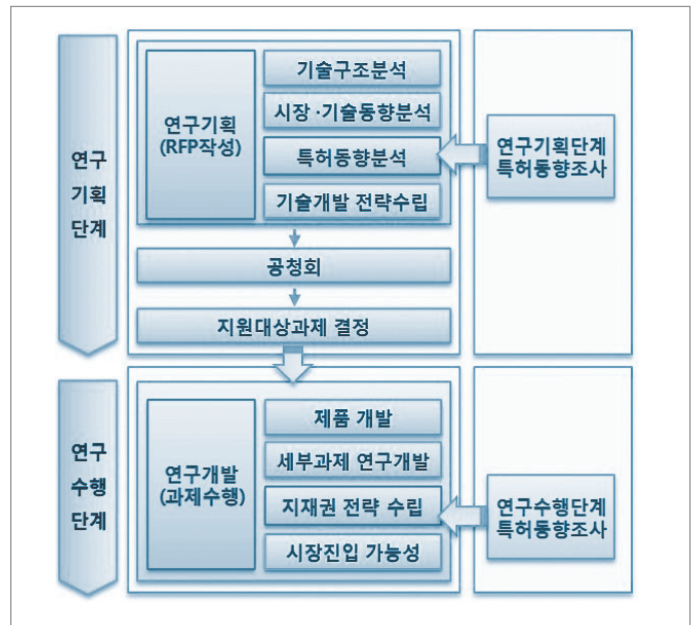 연구
기획
단계
연구기획
(RFP작성)
기술구조분석
시장·기술동향분석
특허동향분석
기술개발 전략수립
연구기획단계
특허동향조사
공청회
지원대상과제 결정
연구
수행
단계
연구개발
(과제수행)
제품 개발
세부과제 연구개발
지재권 전략 수립
시장진입 가능성
연구수행단계
특허동향조사